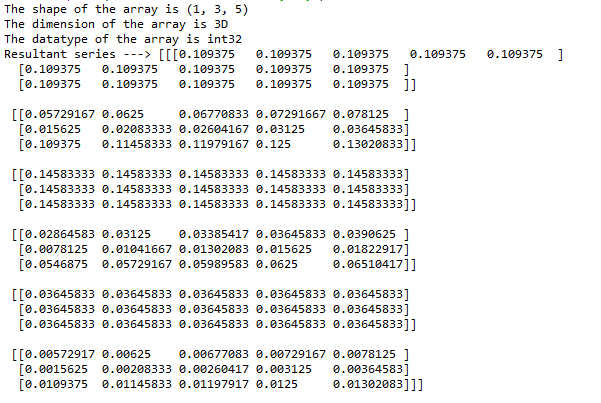 The shape of the array is (1, 3, 5)
The dimension of the array is 3D
The datatype of the array is int32
Resultant series ---> [[[0.109375   0.109375   0.109375   0.109375   0.109375  ]
  [0.109375   0.109375   0.109375   0.109375   0.109375  ]
  [0.109375   0.109375   0.109375   0.109375   0.109375  ]]

 [[0.05729167 0.0625     0.06770833 0.07291667 0.078125  ]
  [0.015625   0.02083333 0.02604167 0.03125    0.03645833]
  [0.109375   0.11458333 0.11979167 0.125      0.13020833]]

 [[0.14583333 0.14583333 0.14583333 0.14583333 0.14583333]
  [0.14583333 0.14583333 0.14583333 0.14583333 0.14583333]
  [0.14583333 0.14583333 0.14583333 0.14583333 0.14583333]]

 [[0.02864583 0.03125    0.03385417 0.03645833 0.0390625 ]
  [0.0078125  0.01041667 0.01302083 0.015625   0.01822917]
  [0.0546875  0.05729167 0.05989583 0.0625     0.06510417]]

 [[0.03645833 0.03645833 0.03645833 0.03645833 0.03645833]
  [0.03645833 0.03645833 0.03645833 0.03645833 0.03645833]
  [0.03645833 0.03645833 0.03645833 0.03645833 0.03645833]]

 [[0.00572917 0.00625    0.00677083 0.00729167 0.0078125 ]
  [0.0015625  0.00208333 0.00260417 0.003125   0.00364583]
  [0.0109375  0.01145833 0.01197917 0.0125     0.01302083]]]